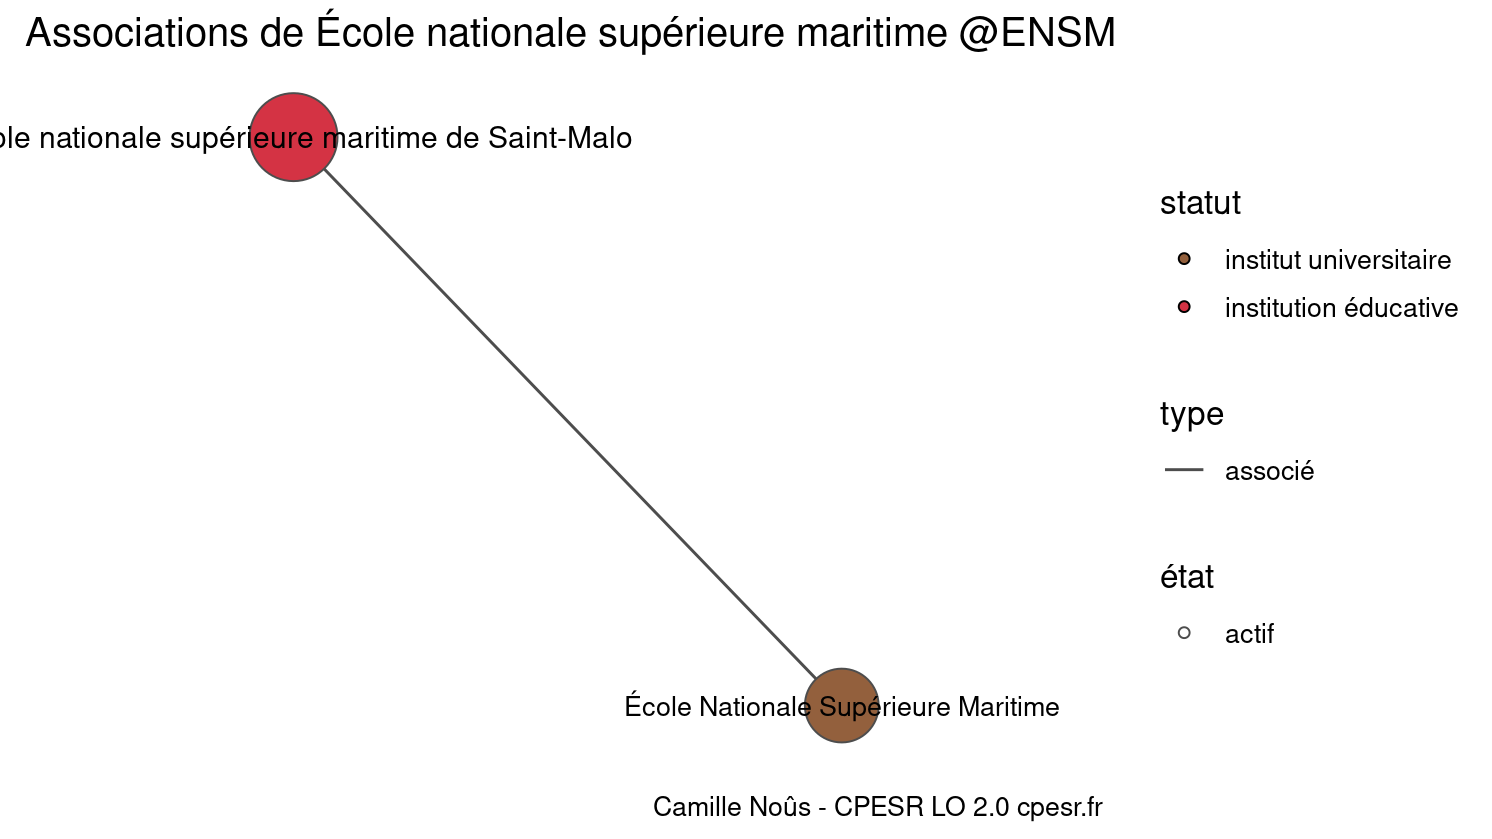 Associations de École nationale supérieure maritime @ENSM
ole nationale supérieure maritime de Saint-Malo
statut
institut universitaire
institution éducative
type
associé
état
actif
École Nationale Supérieure Maritime
Camille Noûs - CPESR LO 2.0 cpesr.fr